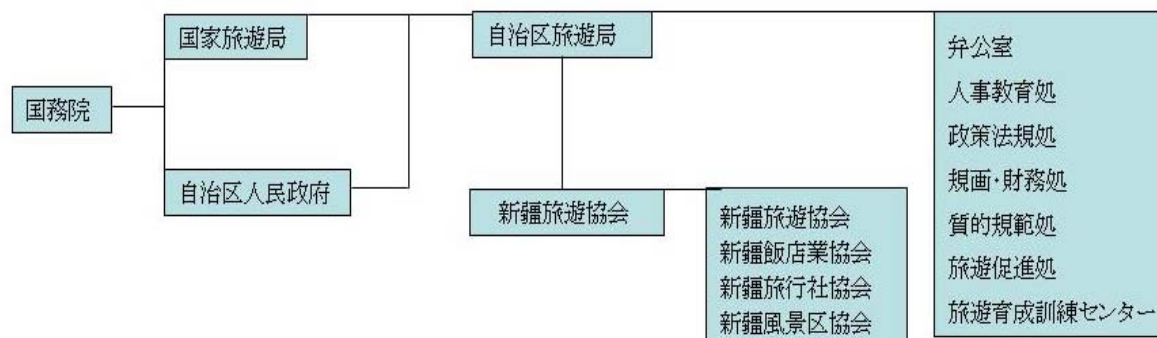 国務院
国家旅遊局
自治区人民政府
自治区旅遊局
新疆旅遊協会
新疆旅遊協会
新疆飯店業協会
新疆旅行社協会
新疆風景区協会
弁公室
人事教育処
政策法規処
規画・財務処
質的規範処
旅遊促進処
旅遊育成訓練センター